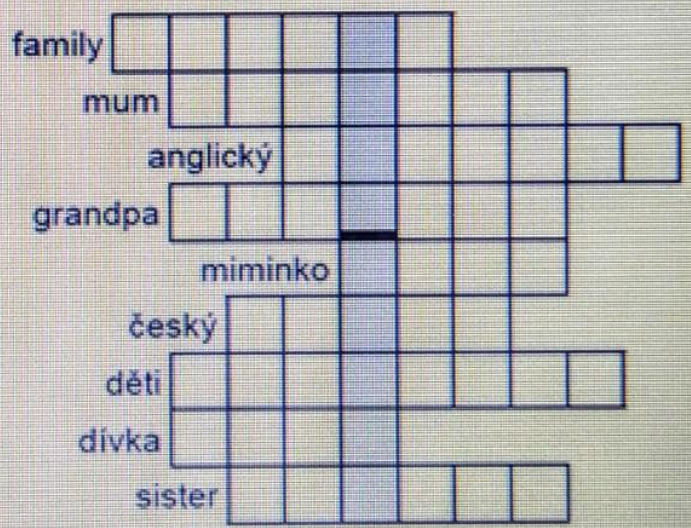 family
mum
anglický
grandpa
miminko
český
děti
dívka
sister